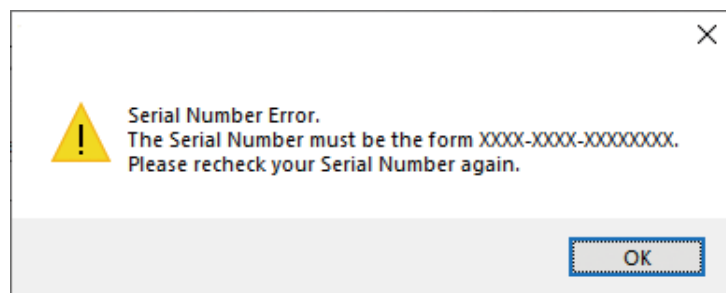 Serial Number Error.
The Serial Number must be the form XXXX-XXXX-XXXXXXXX.
Please recheck your Serial Number again.
OK